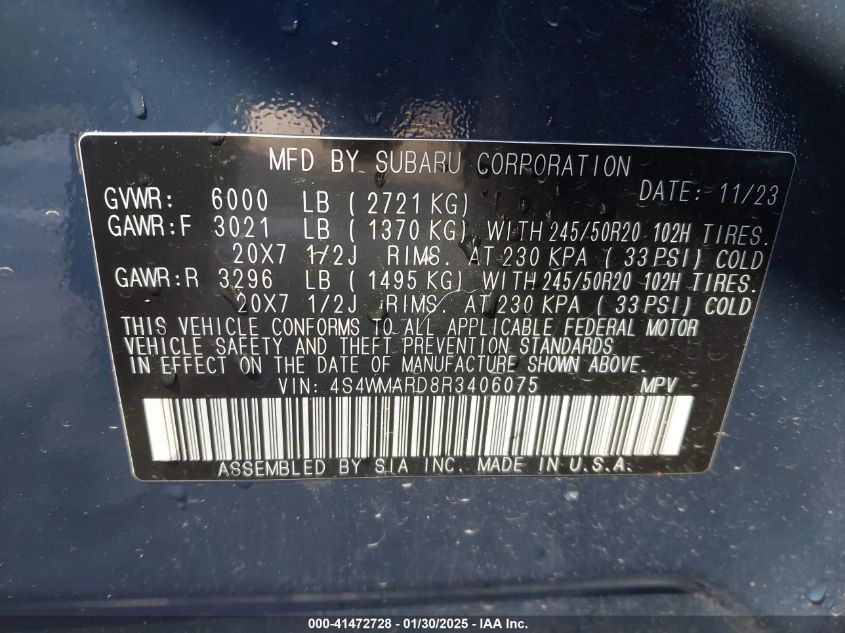 MFD BY SUBARU CORPORATION
GVWR: 6000 LB ( 2721 KG) DATE: 11/23
GAWR:F 3021 LB ( 1370 KG) WITH 245/50R20 102H TIRES.
20X7 1/2J RIMS. AT 230 KPA ( 33 PSI) COLD
GAWR:R 3296 LB ( 1495 KG) WITH 245/50R20 102H TIRES.
20X7 1/2J RIMS. AT 230 KPA ( 33 PSI) COLD
THIS VEHICLE CONFORMS TO ALL APPLICABLE FEDERAL MOTOR
VEHICLE SAFETY AND THEFT PREVENTION STANDARDS
IN EFFECT ON THE DATE OF MANUFACTURE SHOWN ABOVE.
VIN: 4S4WMARD8R3406075 MPV
ASSEMBLED BY SIA INC. MADE IN U.S.A.
000-41472728 - 01/30/2025 - IAAI.com